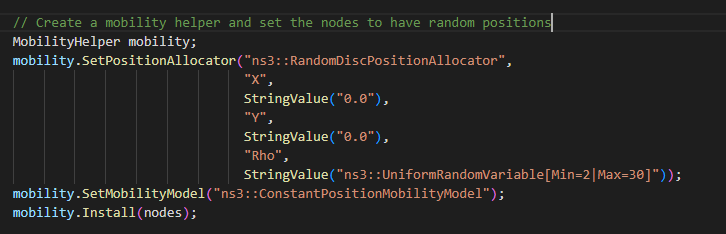 // Create a mobility helper and set the nodes to have random positions
MobilityHelper mobility;
mobility.SetPositionAllocator("ns3::RandomDiscPositionAllocator",
"X",
StringValue("0.0"),
"Y",
StringValue("0.0"),
"Rho",
StringValue("ns3::UniformRandomVariable[Min=2|Max=30]"));
mobility.SetMobilityModel("ns3::ConstantPositionMobilityModel");
mobility.Install(nodes);